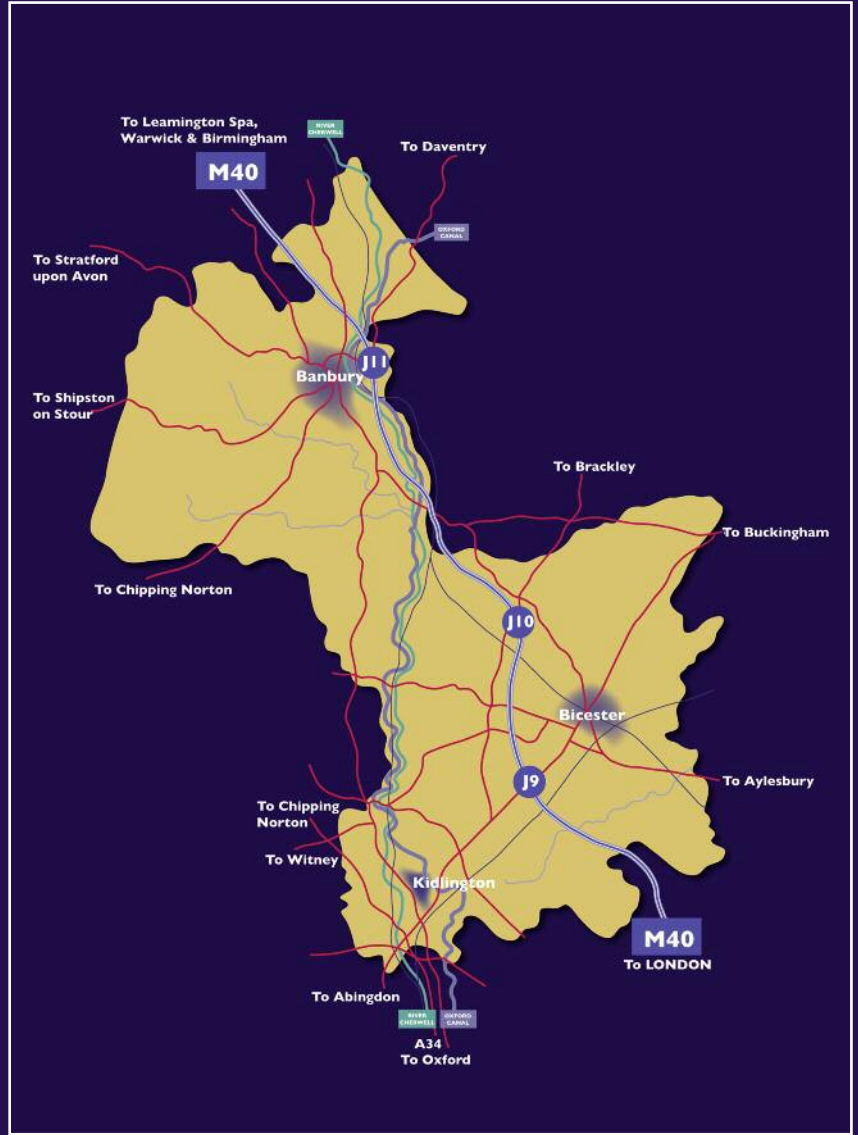 To Leamington Spa,
Warwick & Birmingham
M40
RIVER
CHERWELL
To Daventry
OXFORD
CANAL
To Stratford
upon Avon
J11
Banbury
To Shipston
on Stour
To Brackley
To Buckingham
To Chipping Norton
J10
Bicester
J9
To Aylesbury
To Chipping
Norton
To Witney
Kidlington
M40
To LONDON
To Abingdon
RIVER
CHERWELL
OXFORD
CANAL
A34
To Oxford